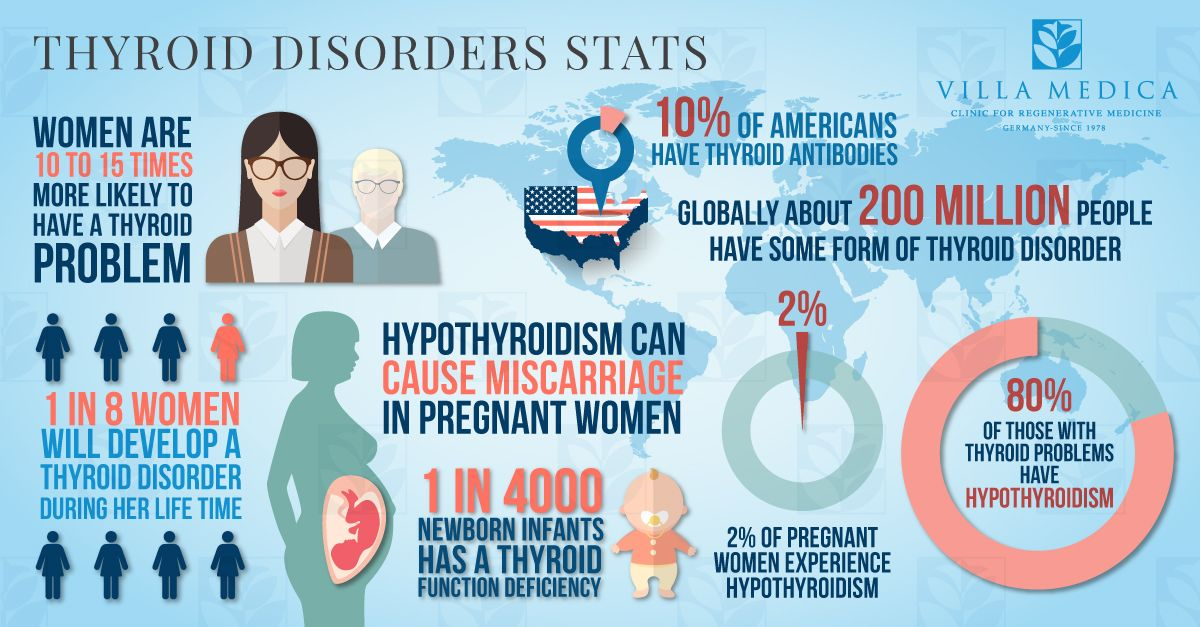 THYROID DISORDERS STATS
VILLA MEDICA
CLINIC FOR REGENERATIVE MEDICINE
GERMANY-SINCE 1978
WOMEN ARE
10 TO 15 TIMES
MORE LIKELY TO
HAVE A THYROID
PROBLEM
10% OF AMERICANS
HAVE THYROID ANTIBODIES
GLOBALLY ABOUT 200 MILLION PEOPLE
HAVE SOME FORM OF THYROID DISORDER
1 IN 8 WOMEN
WILL DEVELOP A
THYROID DISORDER
DURING HER LIFE TIME
HYPOTHYROIDISM CAN
CAUSE MISCARRIAGE
IN PREGNANT WOMEN
1 IN 4000
NEWBORN INFANTS
HAS A THYROID
FUNCTION DEFICIENCY
2%
2% OF PREGNANT
WOMEN EXPERIENCE
HYPOTHYROIDISM
80%
OF THOSE WITH
THYROID PROBLEMS
HAVE
HYPOTHYROIDISM